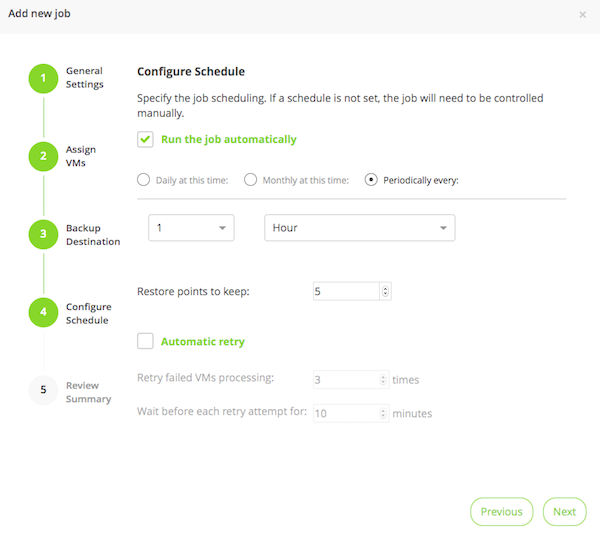 Add new job
×
1
General
Settings
2
Assign
VMs
3
Backup
Destination
4
Configure
Schedule
5
Review
Summary
Configure Schedule
Specify the job scheduling. If a schedule is not set, the job will need to be controlled
manually.
Run the job automatically
Daily at this time: Monthly at this time: Periodically every:
1 Hour
Restore points to keep: 5
Automatic retry
Retry failed VMs processing: 3 times
Wait before each retry attempt for: 10 minutes
Previous Next